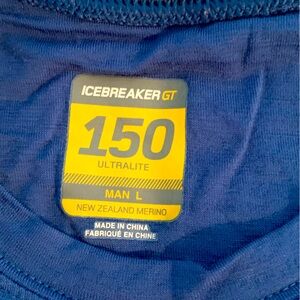 ICEBREAKER GT
150
ULTRALITE
MAN L
NEW ZEALAND MERINO
MADE IN CHINA
FABRIQUÉ EN CHINE